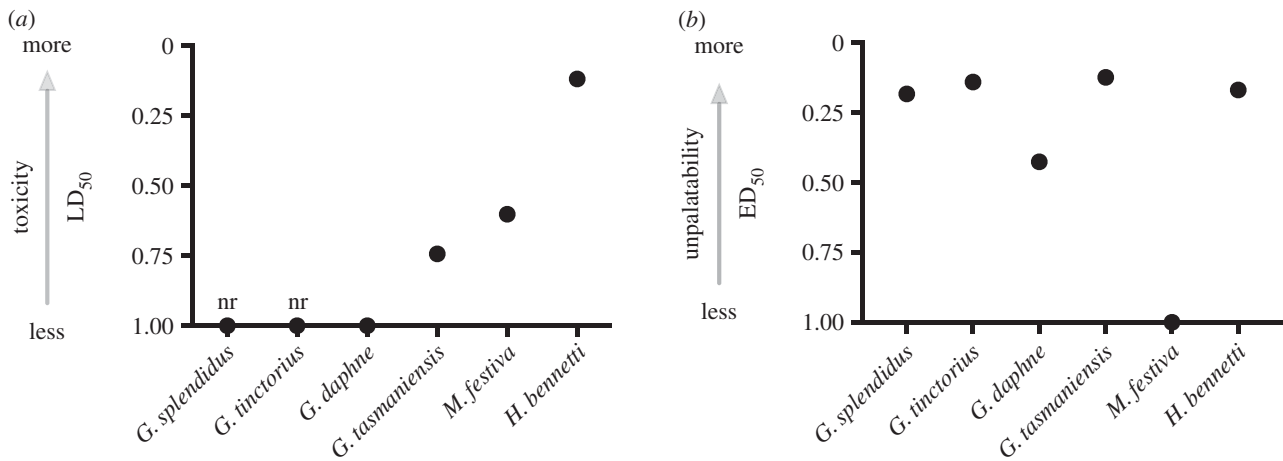 (a)
more
toxicity
LD50
less
0
0.25
0.50
0.75
1.00
nr
nr
G. splendidus
G. tinctorius
G. daphne
G. tasmaniensis
M. festiva
H. bennetti
(b)
more
unpalatability
ED50
less
0
0.25
0.50
0.75
1.00
G. splendidus
G. tinctorius
G. daphne
G. tasmaniensis
M. festiva
H. bennetti